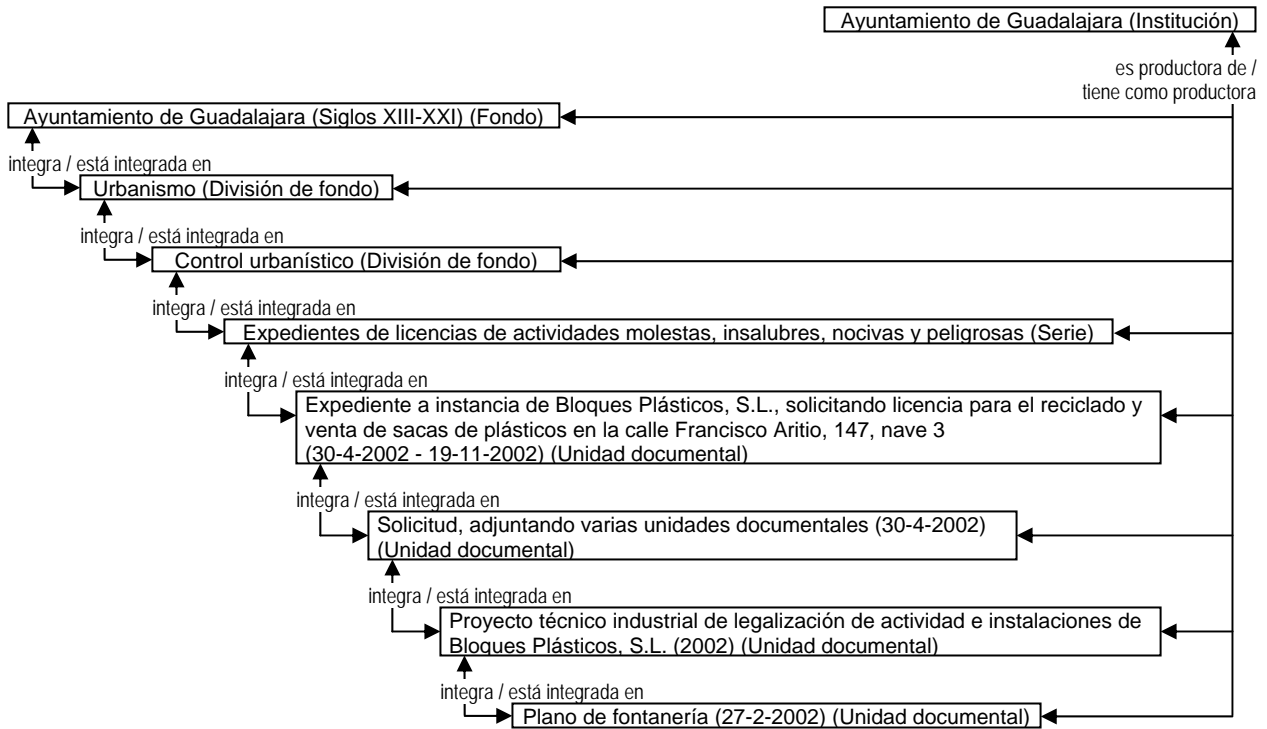 Ayuntamiento de Guadalajara (Institución)
es productora de /
tiene como productora
Ayuntamiento de Guadalajara (Siglos XIII-XXI) (Fondo)
integra / está integrada en
Urbanismo (División de fondo)
integra / está integrada en
Control urbanístico (División de fondo)
integra / está integrada en
Expedientes de licencias de actividades molestas, insalubres, nocivas y peligrosas (Serie)
integra / está integrada en
Expediente a instancia de Bloques Plásticos, S.L., solicitando licencia para el reciclado y
venta de sacas de plásticos en la calle Francisco Aritio, 147, nave 3
(30-4-2002 - 19-11-2002) (Unidad documental)
integra / está integrada en
Solicitud, adjuntando varias unidades documentales (30-4-2002)
(Unidad documental)
integra / está integrada en
Proyecto técnico industrial de legalización de actividad e instalaciones de
Bloques Plásticos, S.L. (2002) (Unidad documental)
integra / está integrada en
Plano de fontanería (27-2-2002) (Unidad documental)